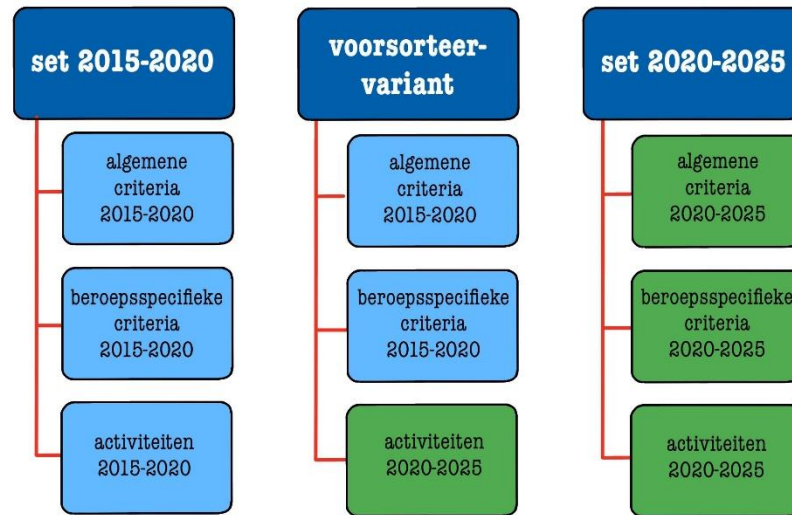 set 2015-2020
algemene
criteria
2015-2020
beroepsspecifieke
criteria
2015-2020
activiteiten
2015-2020
voorsorteer-
variant
algemene
criteria
2015-2020
beroepsspecifieke
criteria
2015-2020
activiteiten
2020-2025
set 2020-2025
algemene
criteria
2020-2025
beroepsspecifieke
criteria
2020-2025
activiteiten
2020-2025